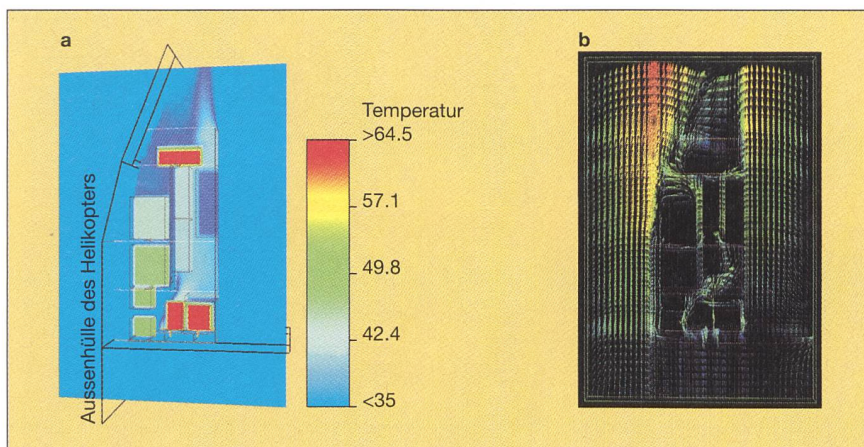 a
b
Temperatur
>64.5
57.1
49.8
42.4
<35
Aussenhülle des Helikopters